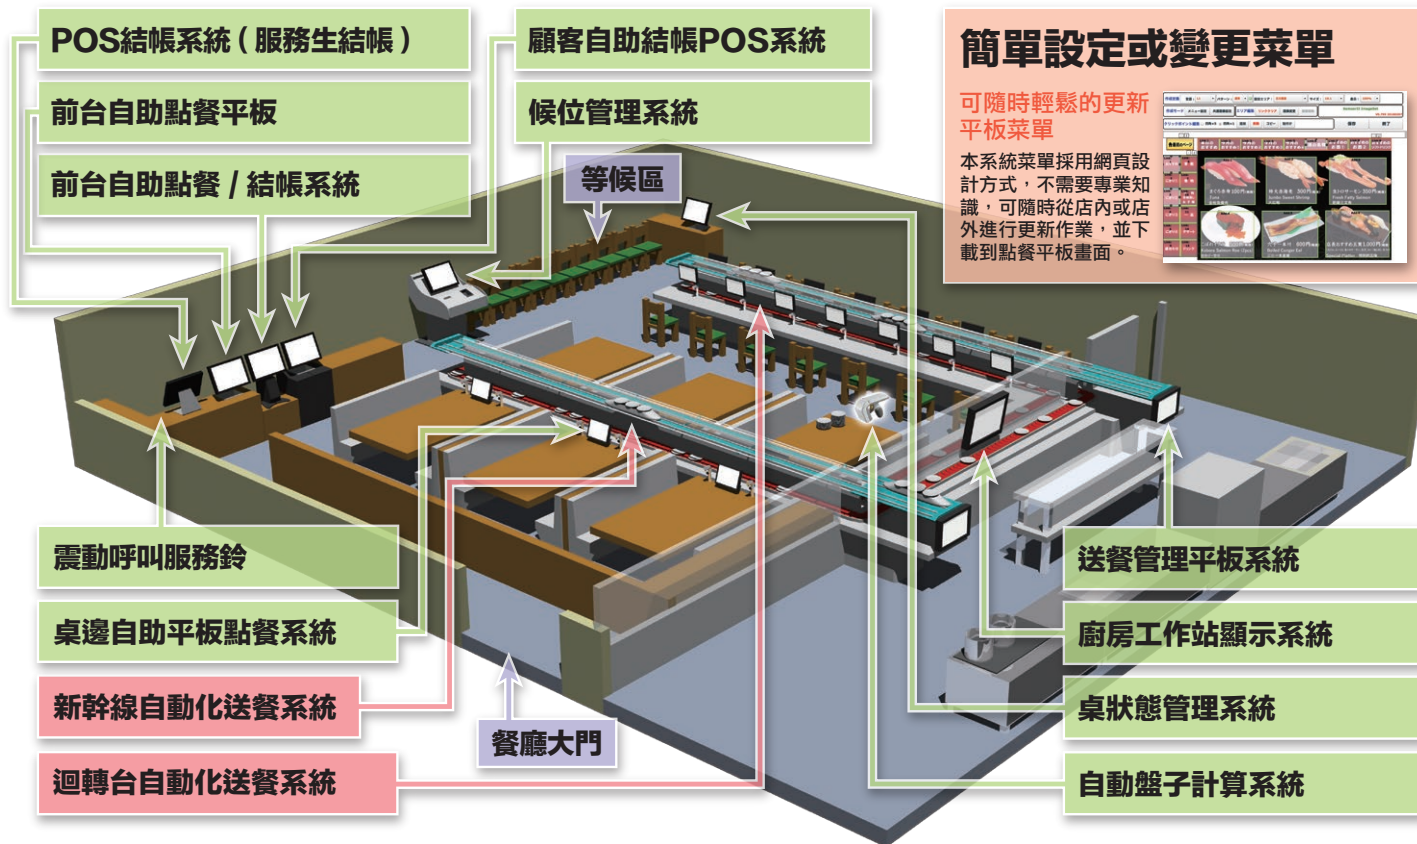 POS結帳系統（服務生結帳）
顧客自助結帳POS系統
前台自助點餐平板
候位管理系統
前台自助點餐 / 結帳系統
等候區
簡單設定或變更菜單
可隨時輕鬆的更新
平板菜單
本系統菜單採用網頁設
計方式，不需要專業知
識，可隨時從店內或店
外進行更新作業，並下
載到點餐平板畫面。
震動呼叫服務鈴
桌邊自助平板點餐系統
新幹線自動化送餐系統
迴轉台自動化送餐系統
餐廳大門
送餐管理平板系統
廚房工作站顯示系統
桌狀態管理系統
自動盤子計算系統